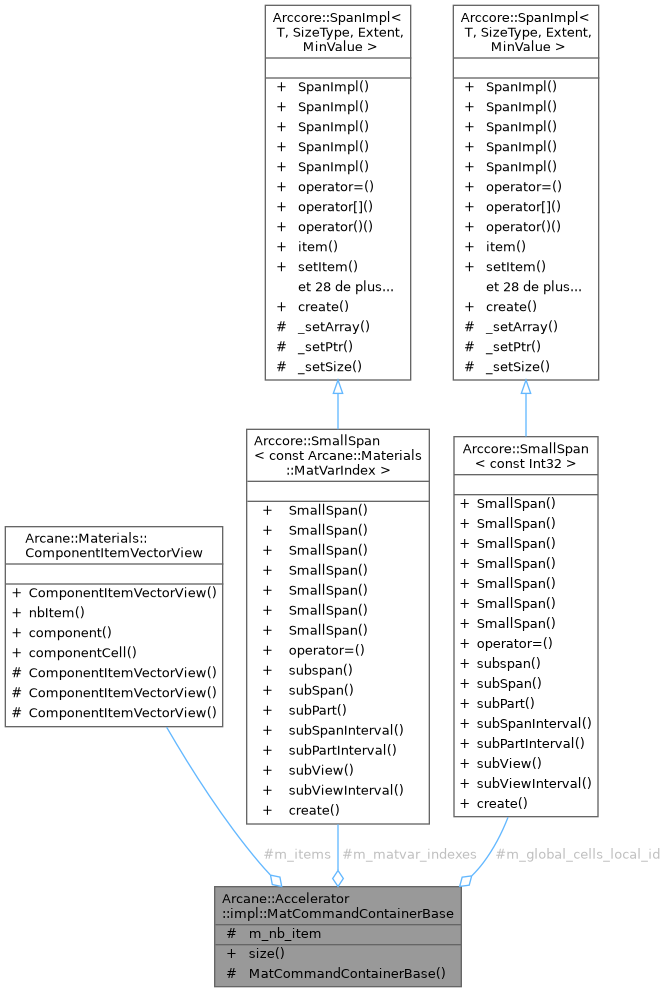 Arccore::SpanImpl<
T, SizeType, Extent,
MinValue >
+ SpanImpl()
+ SpanImpl()
+ SpanImpl()
+ SpanImpl()
+ SpanImpl()
+ operator=()
+ operator[]()
+ operator()()
+ item()
+ setItem()
et 28 de plus...
+ create()
# _setArray()
# _setPtr()
# _setSize()
Arccore::SpanImpl<
T, SizeType, Extent,
MinValue >
+ SpanImpl()
+ SpanImpl()
+ SpanImpl()
+ SpanImpl()
+ SpanImpl()
+ operator=()
+ operator[]()
+ operator()()
+ item()
+ setItem()
et 28 de plus...
+ create()
# _setArray()
# _setPtr()
# _setSize()
Arcane::Materials::
ComponentItemVectorView
+ ComponentItemVectorView()
+ nbItem()
+ component()
+ componentCell()
# ComponentItemVectorView()
# ComponentItemVectorView()
# ComponentItemVectorView()
Arccore::SmallSpan
< const Arcane::Materials
::MatVarIndex >
+ SmallSpan()
+ SmallSpan()
+ SmallSpan()
+ SmallSpan()
+ SmallSpan()
+ SmallSpan()
+ SmallSpan()
+ operator=()
+ subspan()
+ subSpan()
+ subPart()
+ subSpanInterval()
+ subPartInterval()
+ subView()
+ subViewInterval()
+ create()
Arccore::SmallSpan
< const Int32 >
+ SmallSpan()
+ SmallSpan()
+ SmallSpan()
+ SmallSpan()
+ SmallSpan()
+ SmallSpan()
+ SmallSpan()
+ operator=()
+ subspan()
+ subSpan()
+ subPart()
+ subSpanInterval()
+ subPartInterval()
+ subView()
+ subViewInterval()
+ create()
#m_items
#m_matvar_indexes
#m_global_cells_local_id
Arcane::Accelerator
::impl::MatCommandContainerBase
# m_nb_item
+ size()
# MatCommandContainerBase()